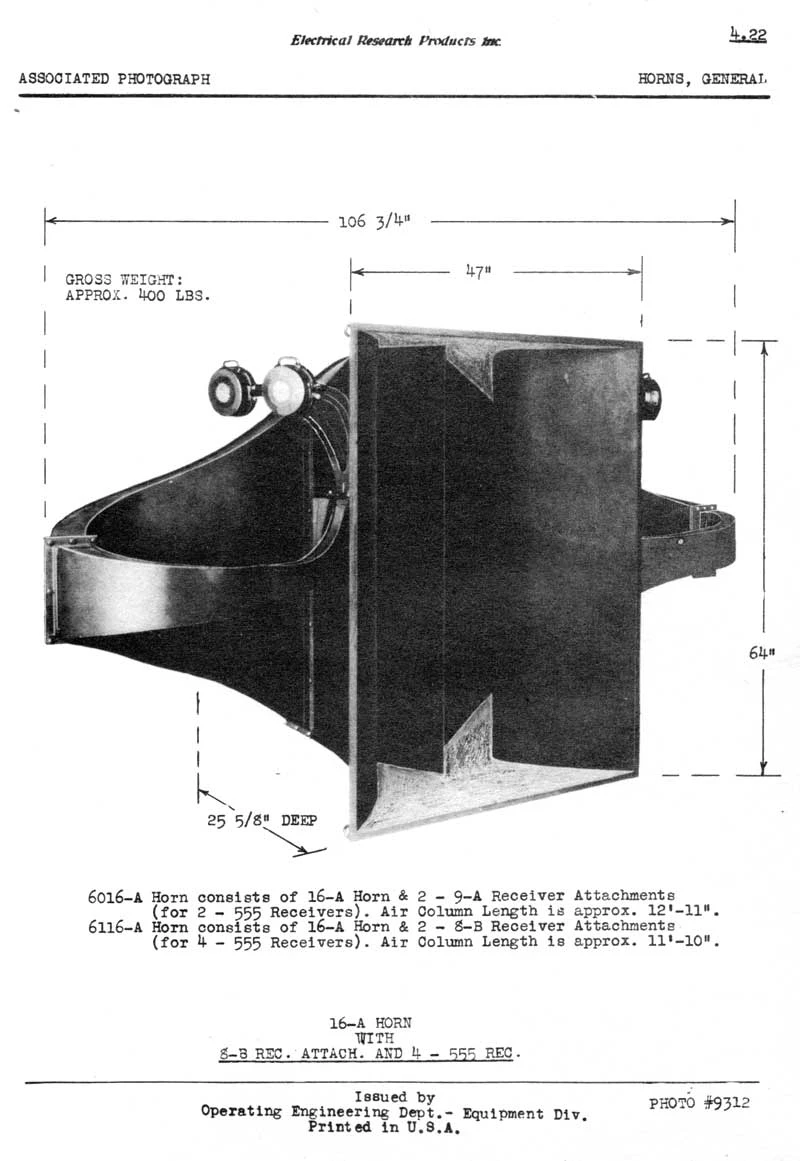 4.22
Electrical Research Products Inc.
ASSOCIATED PHOTOGRAPH
HORNS, GENERAL
106 3/4"
47"
GROSS WEIGHT:
APPROX. 400 LBS.
64"
25 5/8" DEEP
6016-A Horn consists of 16-A Horn & 2 - 9-A Receiver Attachments
(for 2 - 555 Receivers). Air Column Length is approx. 12'-11".
6116-A Horn consists of 16-A Horn & 2 - 8-B Receiver Attachments
(for 4 - 555 Receivers). Air Column Length is approx. 11'-10".
16-A HORN
WITH
8-B REC. ATTACH. AND 4 - 555 REC.
Issued by
Operating Engineering Dept.- Equipment Div.
Printed in U.S.A.
PHOTO #9312